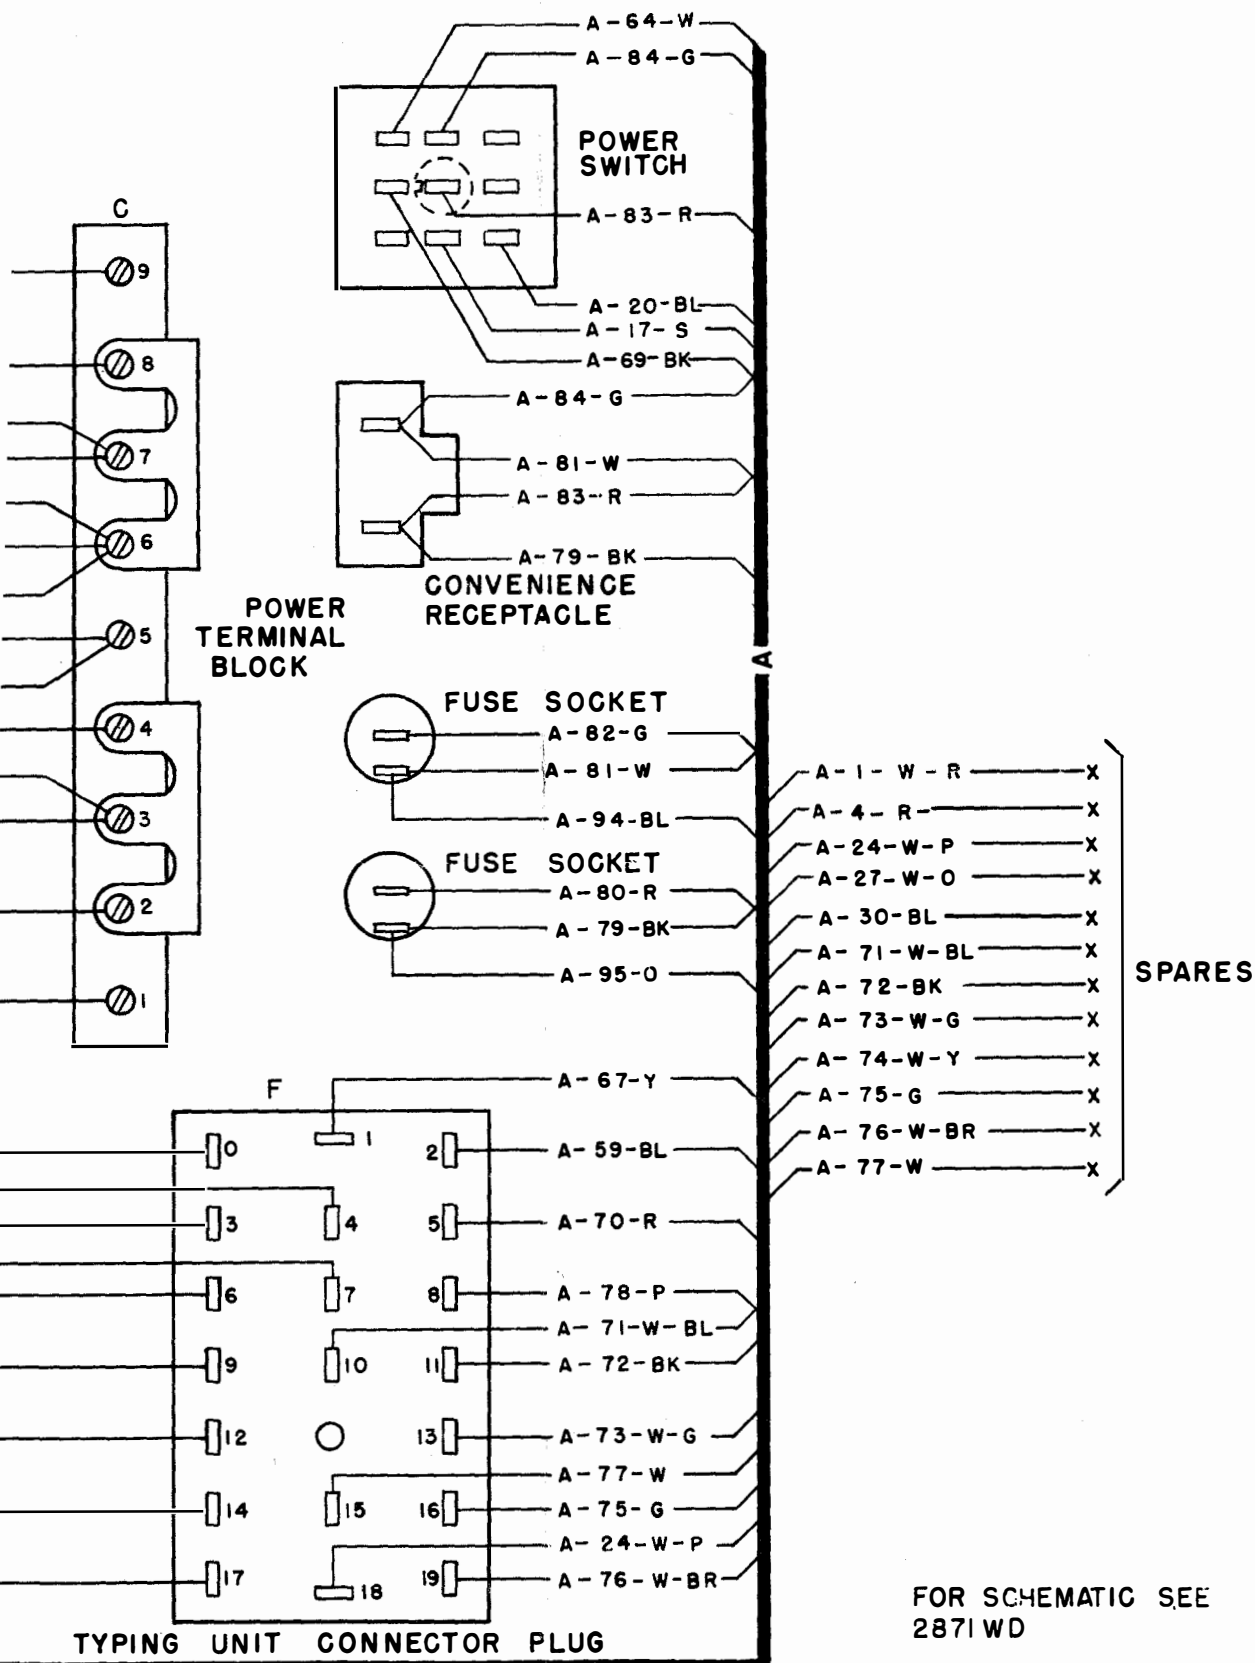 A-64-W
A-84-G
POWER
SWITCH
A-83-R
A-20-BL
A-17-S
A-69-BK
C
9
8
7
6
5
4
3
2
1
POWER
TERMINAL
BLOCK
A-84-G
A-81-W
A-83-R
A-79-BK
CONVENIENCE
RECEPTACLE
A
FUSE SOCKET
A-82-G
A-81-W
A-94-BL
FUSE SOCKET
A-80-R
A-79-BK
A-95-O
A-1-W-R X
A-4-R X
A-24-W-P X
A-27-W-O X
A-30-BL X
A-71-W-BL X
A-72-BK X
A-73-W-G X
A-74-W-Y X
A-75-G X
A-76-W-BR X
A-77-W X
SPARES
F
A-67-Y
0 1 2 A-59-BL
3 4 5 A-70-R
6 7 8 A-78-P
A-71-W-BL
9 10 11 A-72-BK
12 13 A-73-W-G
A-77-W
14 15 16 A-75-G
A-24-W-P
17 18 19 A-76-W-BR
TYPING UNIT CONNECTOR PLUG
FOR SCHEMATIC SEE
2871WD